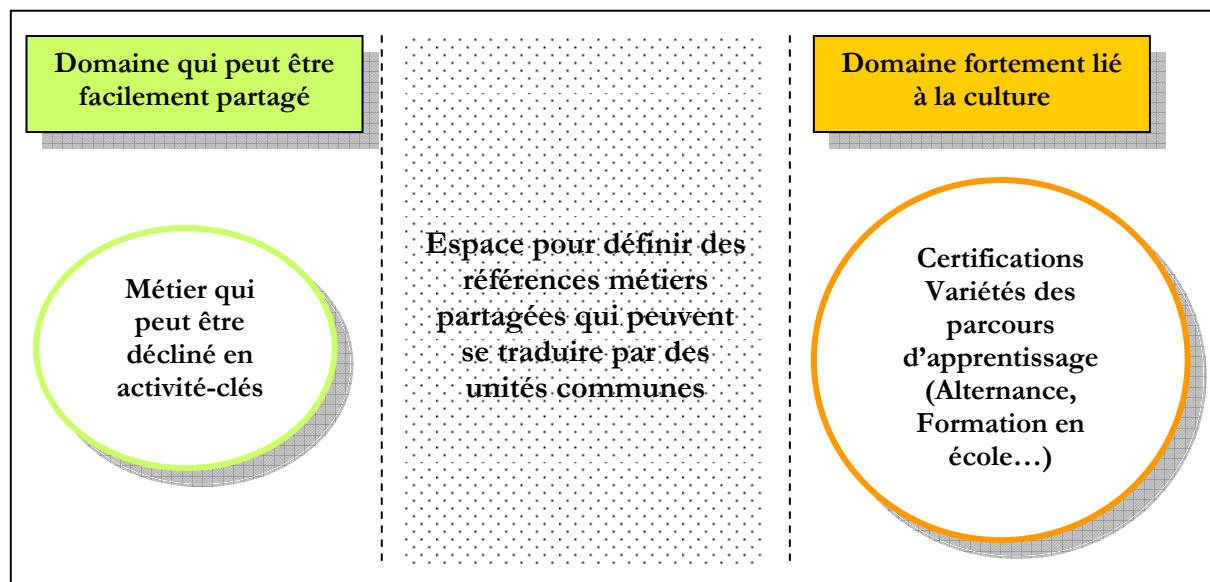 Domaine qui peut être
facilement partagé
Métier qui
peut être
décliné en
activité-clés
Espace pour définir des
références métiers
partagées qui peuvent
se traduire par des
unités communes
Domaine fortement lié
à la culture
Certifications
Variétés des
parcours
d’apprentissage
(Alternance,
Formation en
école…)